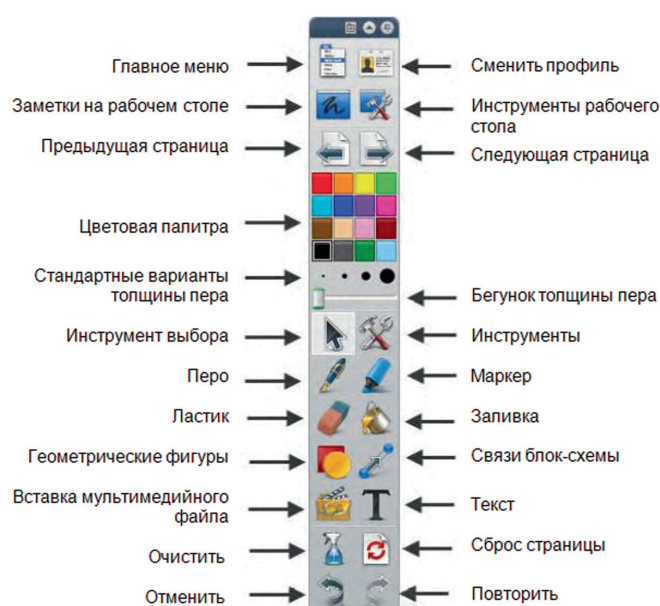 Главное меню
Сменить профиль
Заметки на рабочем столе
Инструменты рабочего
стола
Предыдущая страница
Следующая страница
Цветовая палитра
Стандартные варианты
толщины пера
Бегунок толщины пера
Инструмент выбора
Инструменты
Перо
Маркер
Ластик
Заливка
Геометрические фигуры
Связи блок-схемы
Вставка мультимедийного
файла
Текст
Очистить
Сброс страницы
Отменить
Повторить